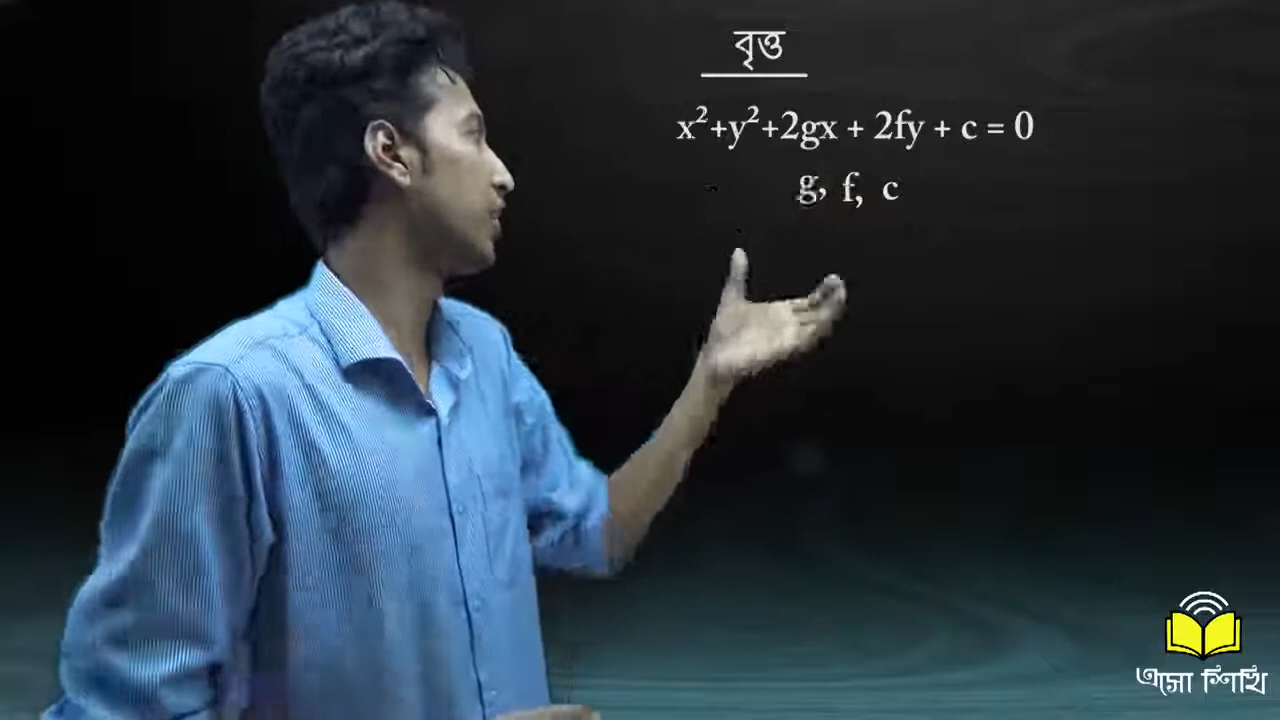 বৃত্ত
x²+y²+2gx + 2fy + c = 0
g, f, c
এসো শিখি